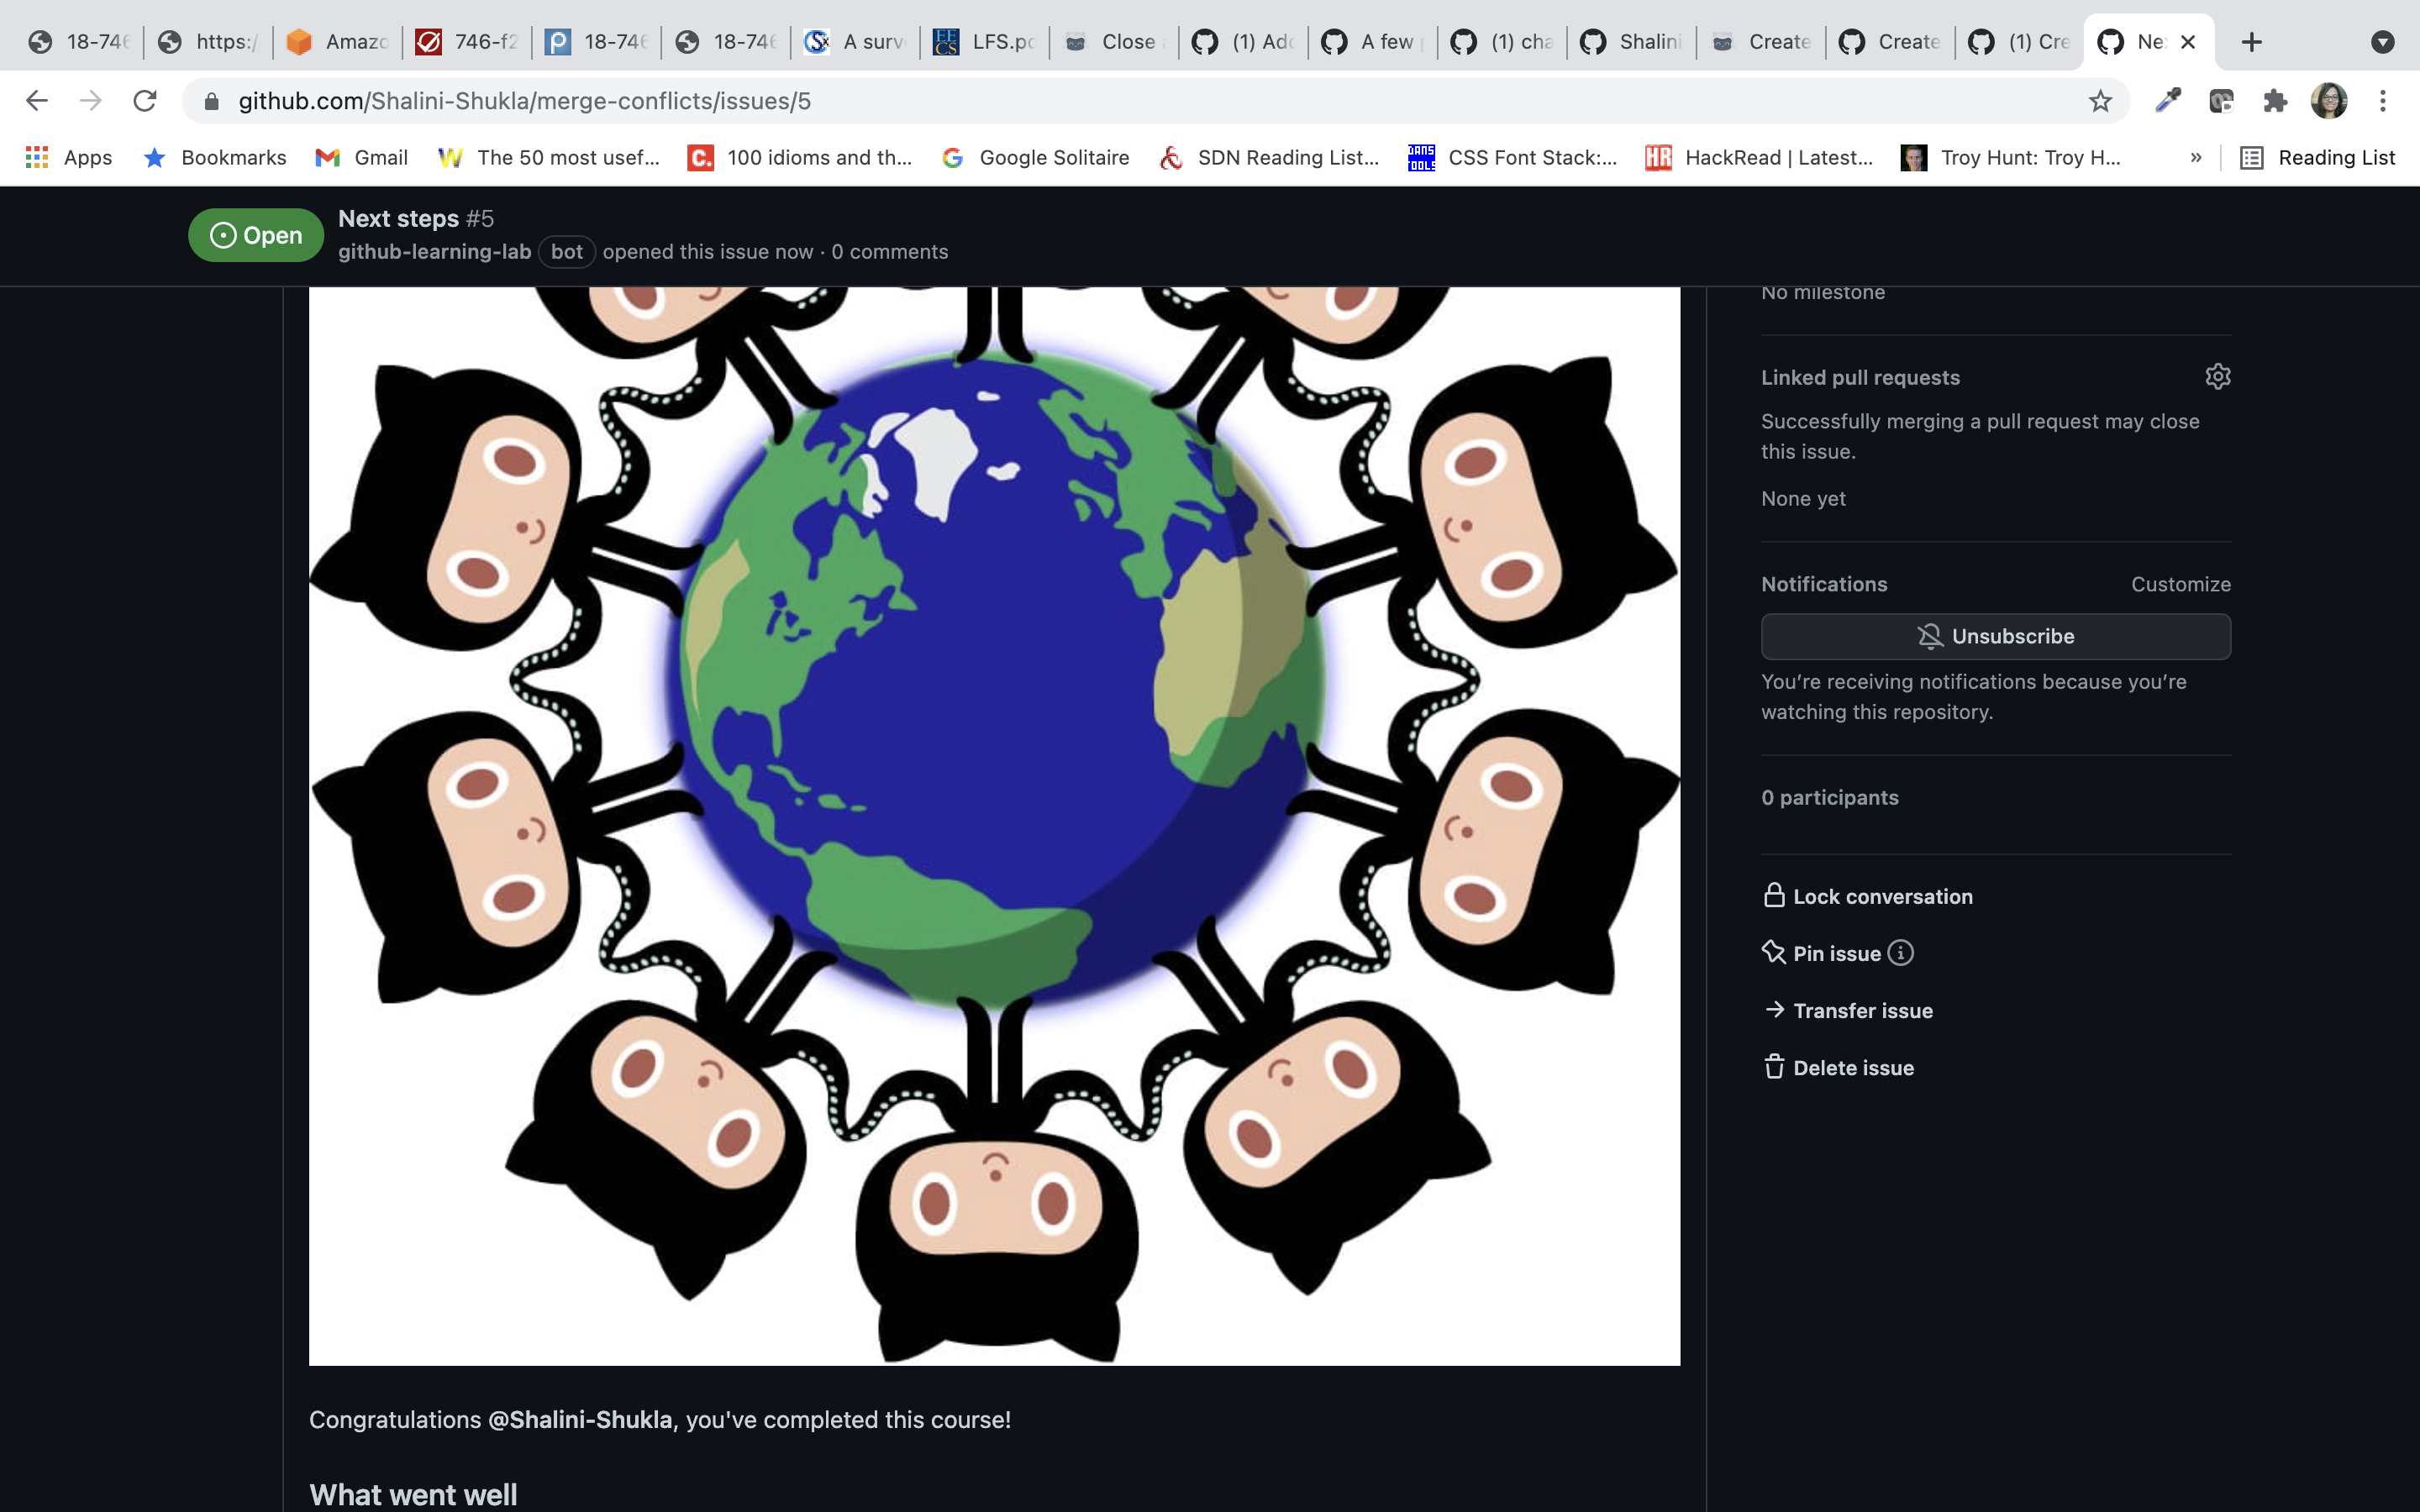 18-746 https:/ Amazo 746-f2 18-746 18-746 A surv LFS.pc Close (1) Add A few (1) cha Shalini Create Create (1) Cre Ne
github.com/Shalini-Shukla/merge-conflicts/issues/5
Apps Bookmarks Gmail The 50 most usef... 100 idioms and th... Google Solitaire SDN Reading List... CSS Font Stack:... HackRead | Latest... Troy Hunt: Troy H... » Reading List
Open
Next steps #5
github-learning-lab bot opened this issue now · 0 comments
No milestone
Linked pull requests
Successfully merging a pull request may close
this issue.
None yet
Notifications Customize
Unsubscribe
You’re receiving notifications because you’re
watching this repository.
0 participants
Lock conversation
Pin issue
Transfer issue
Delete issue
Congratulations @Shalini-Shukla, you've completed this course!
What went well